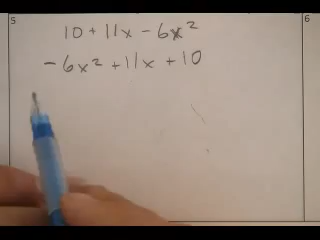 5
10 + 11x - 6x²
-6x² + 11x + 10
6